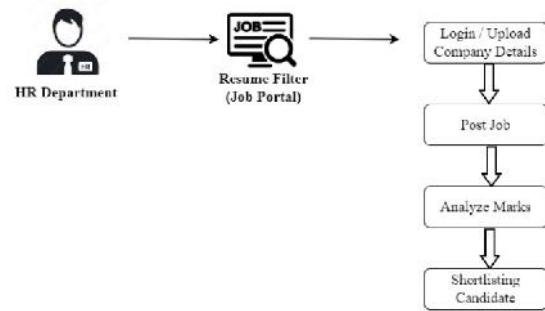 HR
HR Department
JOB
Resume Filter
(Job Portal)
Login / Upload
Company Details
Post Job
Analyze Marks
Shortlisting
Candidate